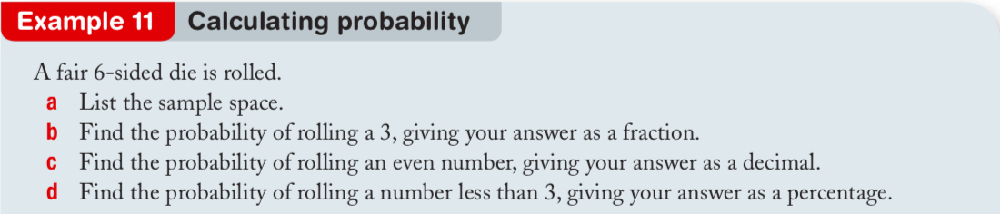 Example 11 Calculating probability
A fair 6-sided die is rolled.
a List the sample space.
b Find the probability of rolling a 3, giving your answer as a fraction.
c Find the probability of rolling an even number, giving your answer as a decimal.
d Find the probability of rolling a number less than 3, giving your answer as a percentage.